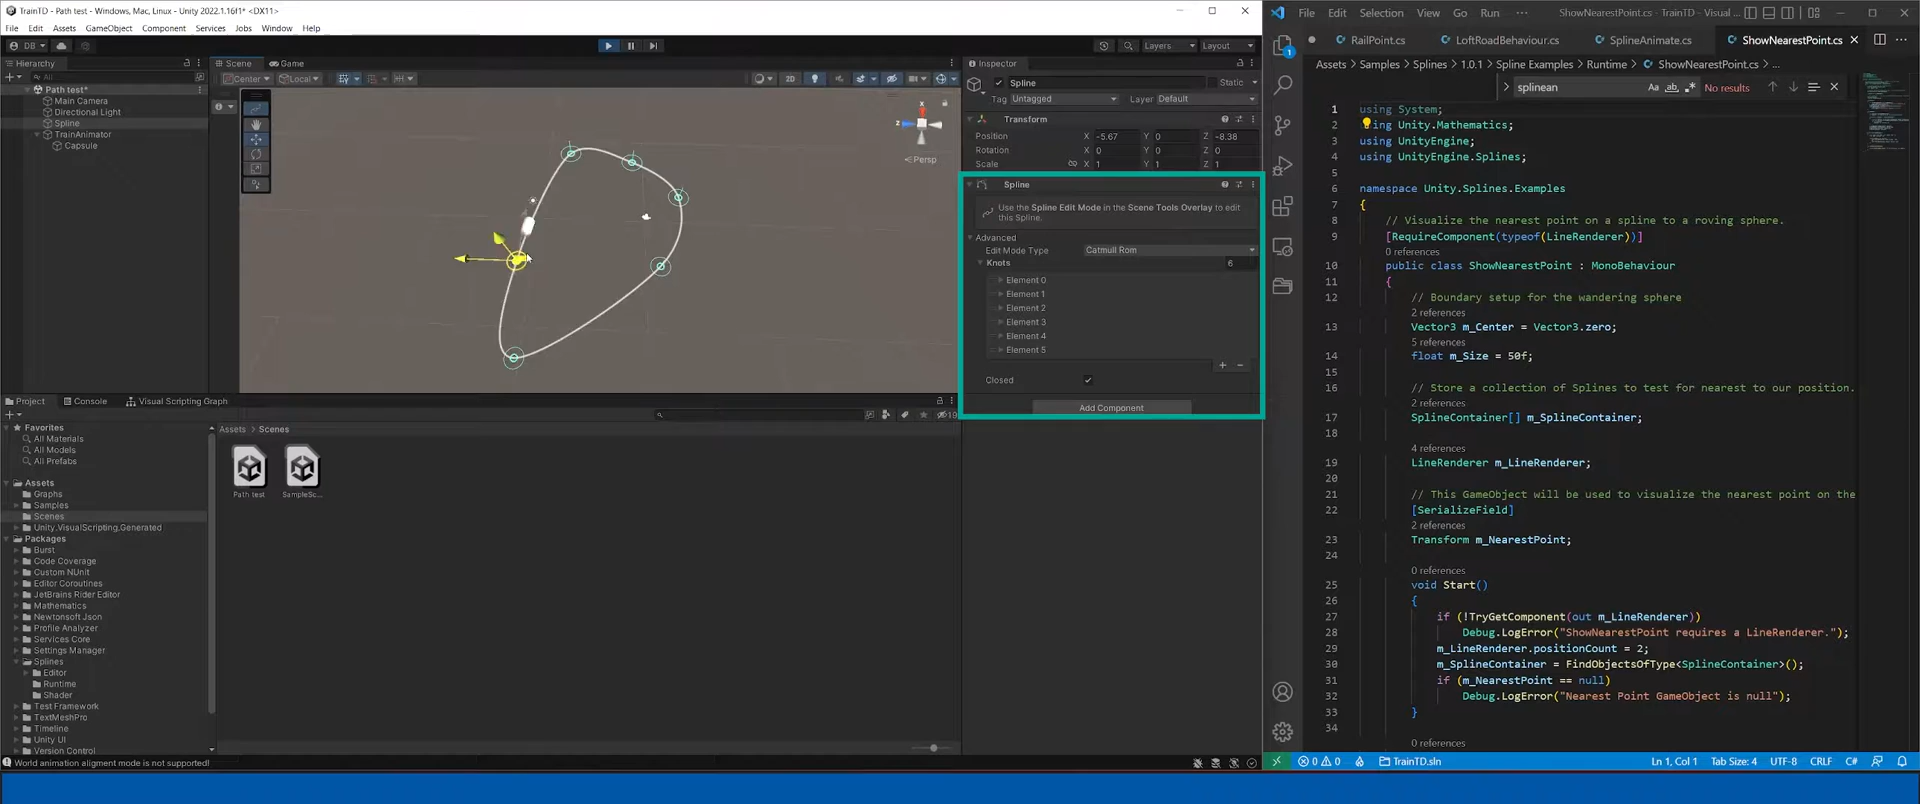 TrainTD - Path test - Windows, Mac, Linux - Unity 2022.1.16f1* <DX11>
File Edit Assets GameObject Component Services Jobs Window Help
DB
Layers Layout
Hierarchy
All
Path test*
Main Camera
Directional Light
Spline
TrainAnimator
Capsule
Scene Game
Center Local
2D
x
z
Persp
Inspector
Spline Static
Tag Untagged Layer Default
Transform
Position X -5.67 Y 0 Z -8.38
Rotation X 0 Y 0 Z 0
Scale X 1 Y 1 Z 1
Spline
Use the Spline Edit Mode in the Scene Tools Overlay to edit
this Spline.
Advanced
Edit Mode Type Catmull Rom
Knots 6
Element 0
Element 1
Element 2
Element 3
Element 4
Element 5
Closed
Add Component
Project Console Visual Scripting Graph
19
Favorites
All Materials
All Models
All Prefabs
Assets
Graphs
Samples
Scenes
Unity.VisualScripting.Generated
Packages
Burst
Code Coverage
Custom NUnit
Editor Coroutines
JetBrains Rider Editor
Mathematics
Newtonsoft Json
Profile Analyzer
Services Core
Settings Manager
Splines
Editor
Runtime
Shader
Test Framework
TextMeshPro
Timeline
Unity UI
Version Control
Assets > Scenes
Path test SampleSc...
World animation aligment mode is not supported!
File Edit Selection View Go Run ... ShowNearestPoint.cs - TrainTD - Visual ...
RailPoint.cs LoftRoadBehaviour.cs SplineAnimate.cs ShowNearestPoint.cs
Assets > Samples > Splines > 1.0.1 > Spline Examples > Runtime > ShowNearestPoint.cs > ...
splinean Aa ab .* No results
1
1 using System;
2 using Unity.Mathematics;
3 using UnityEngine;
4 using UnityEngine.Splines;
5
6 namespace Unity.Splines.Examples
7 {
8 // Visualize the nearest point on a spline to a roving sphere.
9 [RequireComponent(typeof(LineRenderer))]
0 references
10 public class ShowNearestPoint : MonoBehaviour
11 {
12 // Boundary setup for the wandering sphere
2 references
13 Vector3 m_Center = Vector3.zero;
5 references
14 float m_Size = 50f;
15
16 // Store a collection of Splines to test for nearest to our position.
2 references
17 SplineContainer[] m_SplineContainer;
18
4 references
19 LineRenderer m_LineRenderer;
20
21 // This GameObject will be used to visualize the nearest point on the
22 [SerializeField]
2 references
23 Transform m_NearestPoint;
24
0 references
25 void Start()
26 {
27 if (!TryGetComponent(out m_LineRenderer))
28 Debug.LogError("ShowNearestPoint requires a LineRenderer.");
29 m_LineRenderer.positionCount = 2;
30 m_SplineContainer = FindObjectsOfType<SplineContainer>();
31 if (m_NearestPoint == null)
32 Debug.LogError("Nearest Point GameObject is null");
33 }
34
0 references
0 0 TrainTD.sln Ln 1, Col 1 Tab Size: 4 UTF-8 CRLF C#